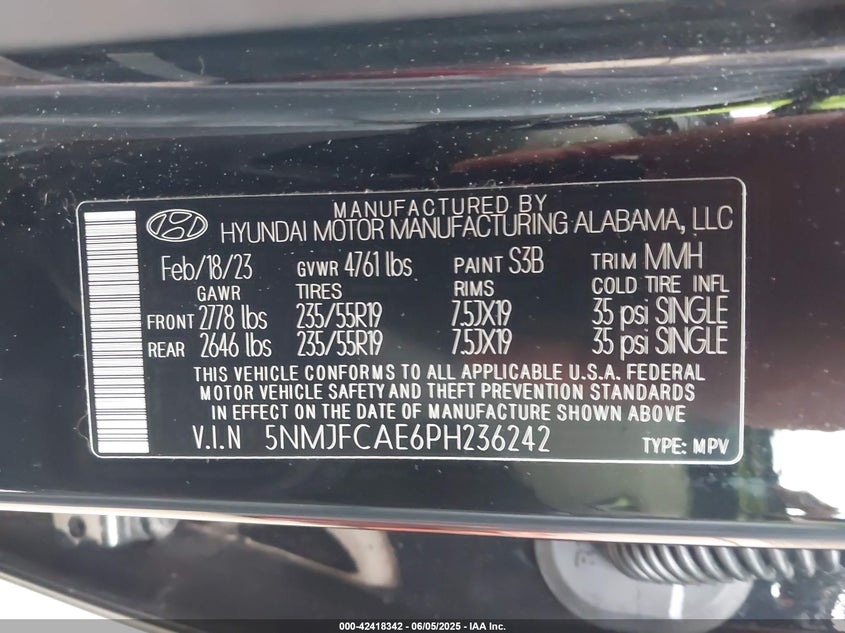 MANUFACTURED BY
HYUNDAI MOTOR MANUFACTURING ALABAMA, LLC
Feb/18/23 GVWR 4761 lbs PAINT S3B TRIM MMH
GAWR TIRES RIMS COLD TIRE INFL
FRONT 2778 lbs 235/55R19 7.5JX19 35 psi SINGLE
REAR 2646 lbs 235/55R19 7.5JX19 35 psi SINGLE
THIS VEHICLE CONFORMS TO ALL APPLICABLE U.S.A. FEDERAL
MOTOR VEHICLE SAFETY AND THEFT PREVENTION STANDARDS
IN EFFECT ON THE DATE OF MANUFACTURE SHOWN ABOVE
V.I.N 5NMJFCAE6PH236242 TYPE: MPV
000-42418342 - 06/05/2025 - IAA Inc.